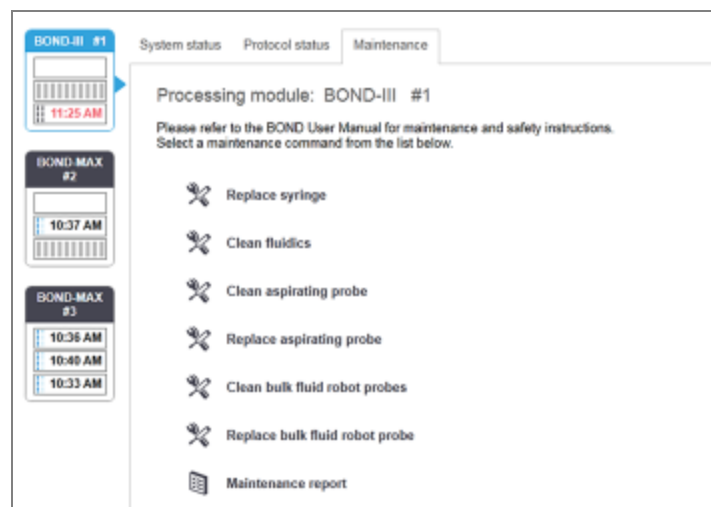 BOND-III #1
11:25 AM
BOND-MAX
#2
10:37 AM
BOND-MAX
#3
10:36 AM
10:40 AM
10:33 AM
System status Protocol status Maintenance
Processing module: BOND-III #1
Please refer to the BOND User Manual for maintenance and safety instructions.
Select a maintenance command from the list below.
Replace syringe
Clean fluidics
Clean aspirating probe
Replace aspirating probe
Clean bulk fluid robot probes
Replace bulk fluid robot probe
Maintenance report